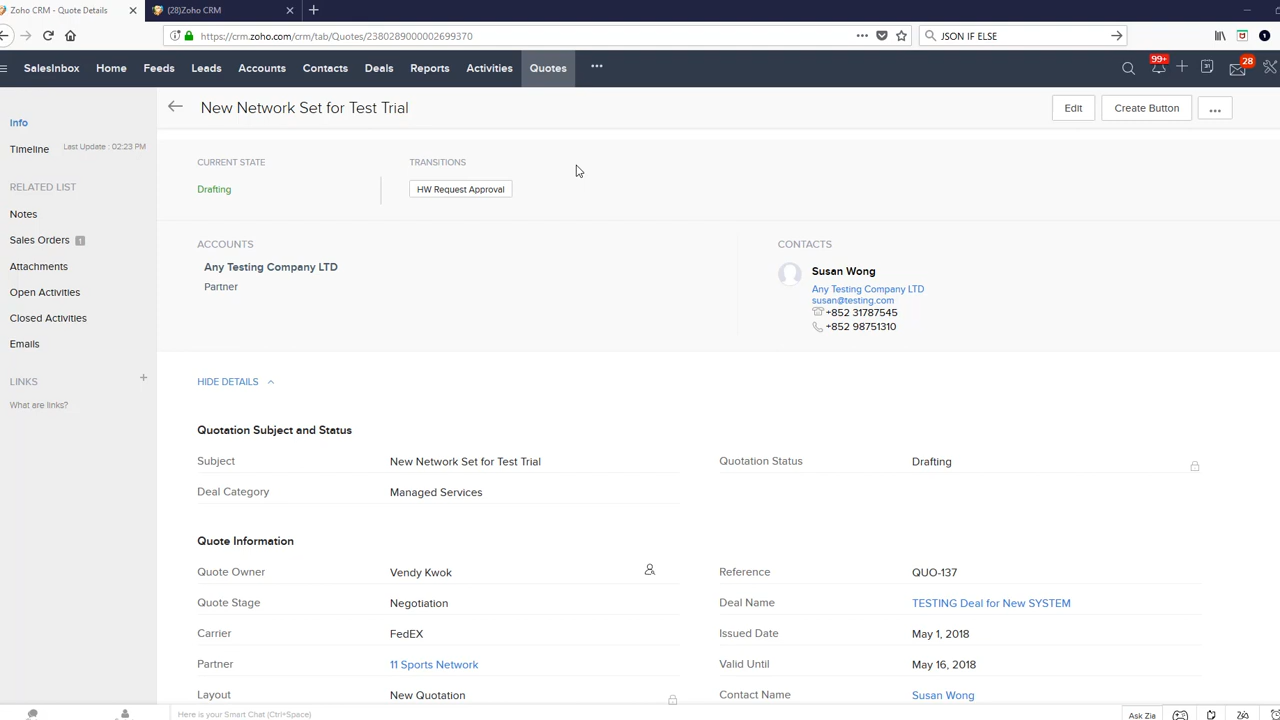 Zoho CRM - Quote Details
(28)Zoho CRM
https://crm.zoho.com/crm/tab/Quotes/2380289000002699370
JSON IF ELSE
SalesInbox Home Feeds Leads Accounts Contacts Deals Reports Activities Quotes ...
99+
31
28
New Network Set for Test Trial
Edit
Create Button
...
Info
Timeline Last Update : 02:23 PM
RELATED LIST
Notes
Sales Orders 1
Attachments
Open Activities
Closed Activities
Emails
LINKS +
What are links?
CURRENT STATE
Drafting
TRANSITIONS
HW Request Approval
ACCOUNTS
Any Testing Company LTD
Partner
CONTACTS
Susan Wong
Any Testing Company LTD
susan@testing.com
+852 31787545
+852 98751310
HIDE DETAILS
Quotation Subject and Status
Subject New Network Set for Test Trial
Quotation Status Drafting
Deal Category Managed Services
Quote Information
Quote Owner Vendy Kwok
Reference QUO-137
Quote Stage Negotiation
Deal Name TESTING Deal for New SYSTEM
Carrier FedEX
Issued Date May 1, 2018
Partner 11 Sports Network
Valid Until May 16, 2018
Layout New Quotation
Contact Name Susan Wong
Here is your Smart Chat (Ctrl+Space)
Ask Zia